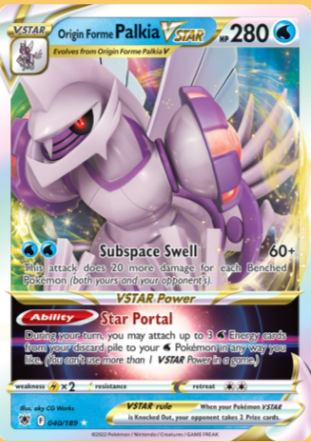 VSTAR Origin Forme Palkia VSTAR HP 280
Evolves from Origin Forme Palkia V
Subspace Swell 60+
This attack does 20 more damage for each Benched
Pokémon (both yours and your opponent's).
VSTAR Power
Ability Star Portal
During your turn, you may attach up to 3 Energy cards
from your discard pile to your Pokémon in any way you
like. (You can't use more than 1 VSTAR Power in a game.)
weakness ×2 resistance retreat
Illus. aky CG Works
VSTAR rule When your Pokémon VSTAR
is Knocked Out, your opponent takes 2 Prize cards.
040/189
©2022 Pokémon / Nintendo / Creatures / GAME FREAK